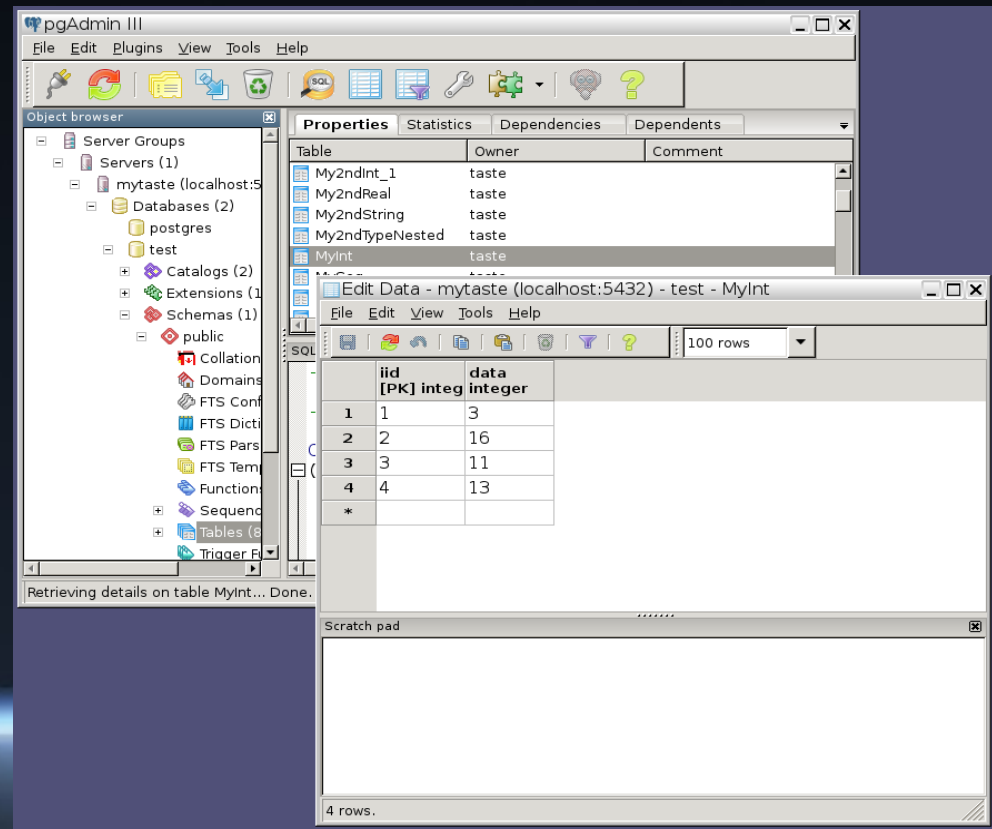 pgAdmin III
File Edit Plugins View Tools Help
SQL
Object browser
Server Groups
Servers (1)
mytaste (localhost:5
Databases (2)
postgres
test
Catalogs (2)
Extensions (1
Schemas (1)
public
Collation
Domains
FTS Conf
FTS Dicti
FTS Pars
FTS Tem
Function
Sequenc
Tables (8
Trigger Fu
Retrieving details on table MyInt... Done.
Properties Statistics Dependencies Dependents
Table Owner Comment
My2ndInt_1 taste
My2ndReal taste
My2ndString taste
My2ndTypeNested taste
MyInt taste
SQL
Edit Data - mytaste (localhost:5432) - test - MyInt
File Edit View Tools Help
100 rows
iid data
[PK] integ integer
1 1 3
2 2 16
3 3 11
4 4 13
*
Scratch pad
4 rows.